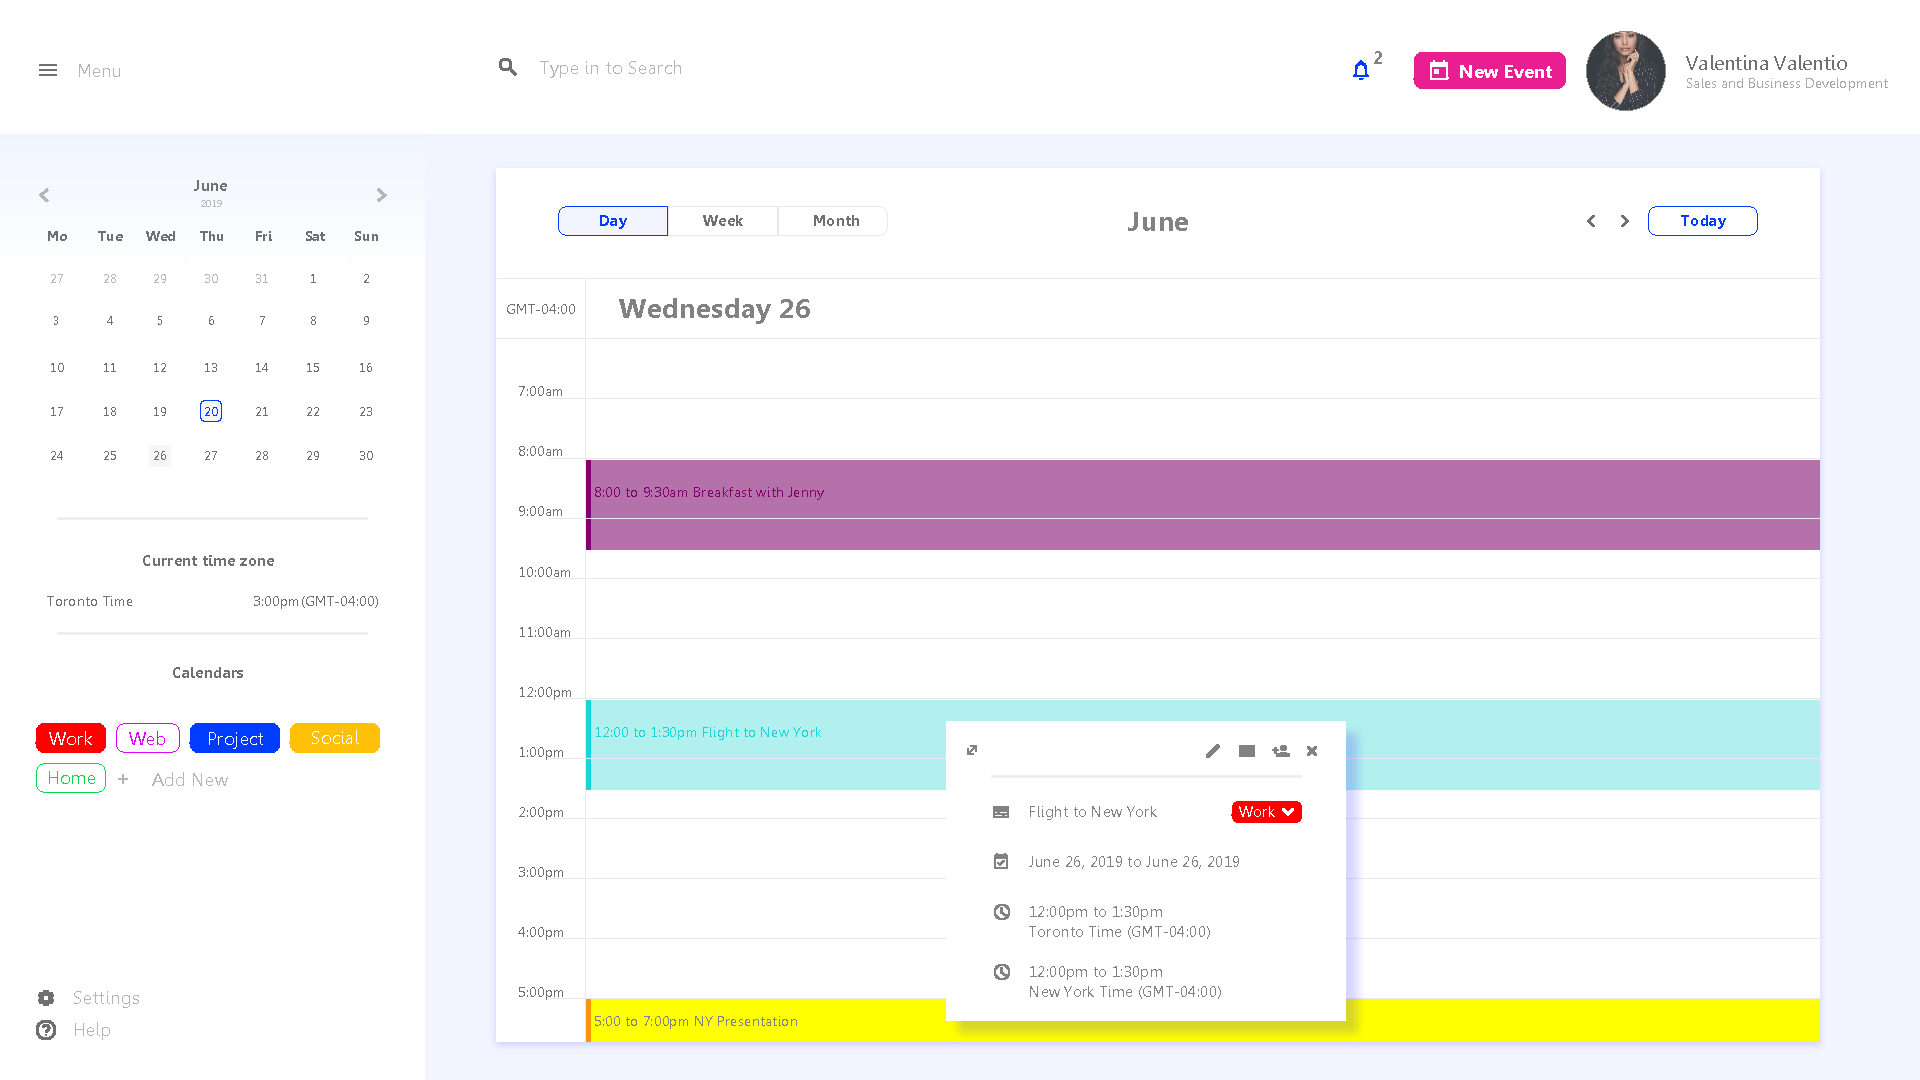 Menu
Type in to Search
2
New Event
Valentina Valentio
Sales and Business Development
June
2019
Mo Tue Wed Thu Fri Sat Sun
27 28 29 30 31 1 2
3 4 5 6 7 8 9
10 11 12 13 14 15 16
17 18 19 20 21 22 23
24 25 26 27 28 29 30
Current time zone
Toronto Time 3:00pm(GMT-04:00)
Calendars
Work Web Project Social
Home + Add New
Settings
Help
Day Week Month
June
Today
GMT-04:00
Wednesday 26
7:00am
8:00am
8:00 to 9:30am Breakfast with Jenny
9:00am
10:00am
11:00am
12:00pm
12:00 to 1:30pm Flight to New York
1:00pm
2:00pm
3:00pm
4:00pm
5:00pm
5:00 to 7:00pm NY Presentation
Flight to New York Work
June 26, 2019 to June 26, 2019
12:00pm to 1:30pm
Toronto Time (GMT-04:00)
12:00pm to 1:30pm
New York Time (GMT-04:00)